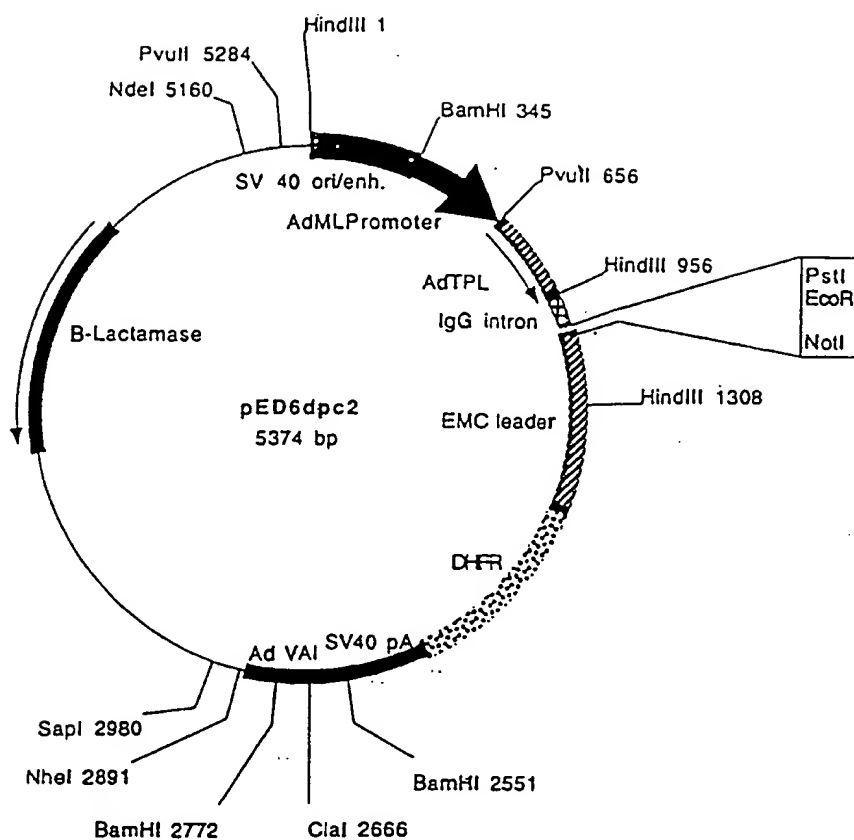 HindIII 1
PvuII 5284
NdeI 5160
BamHI 345
SV 40 ori/enh.
PvuII 656
AdMLPromoter
HindIII 956
AdTPL
IgG intron
PstI
EcoR
NotI
B-Lactamase
pED6dpc2
5374 bp
EMC leader
HindIII 1308
DHFR
Ad VAI
SV40 pA
SapI 2980
NheI 2891
BamHI 2772
ClaI 2666
BamHI 2551